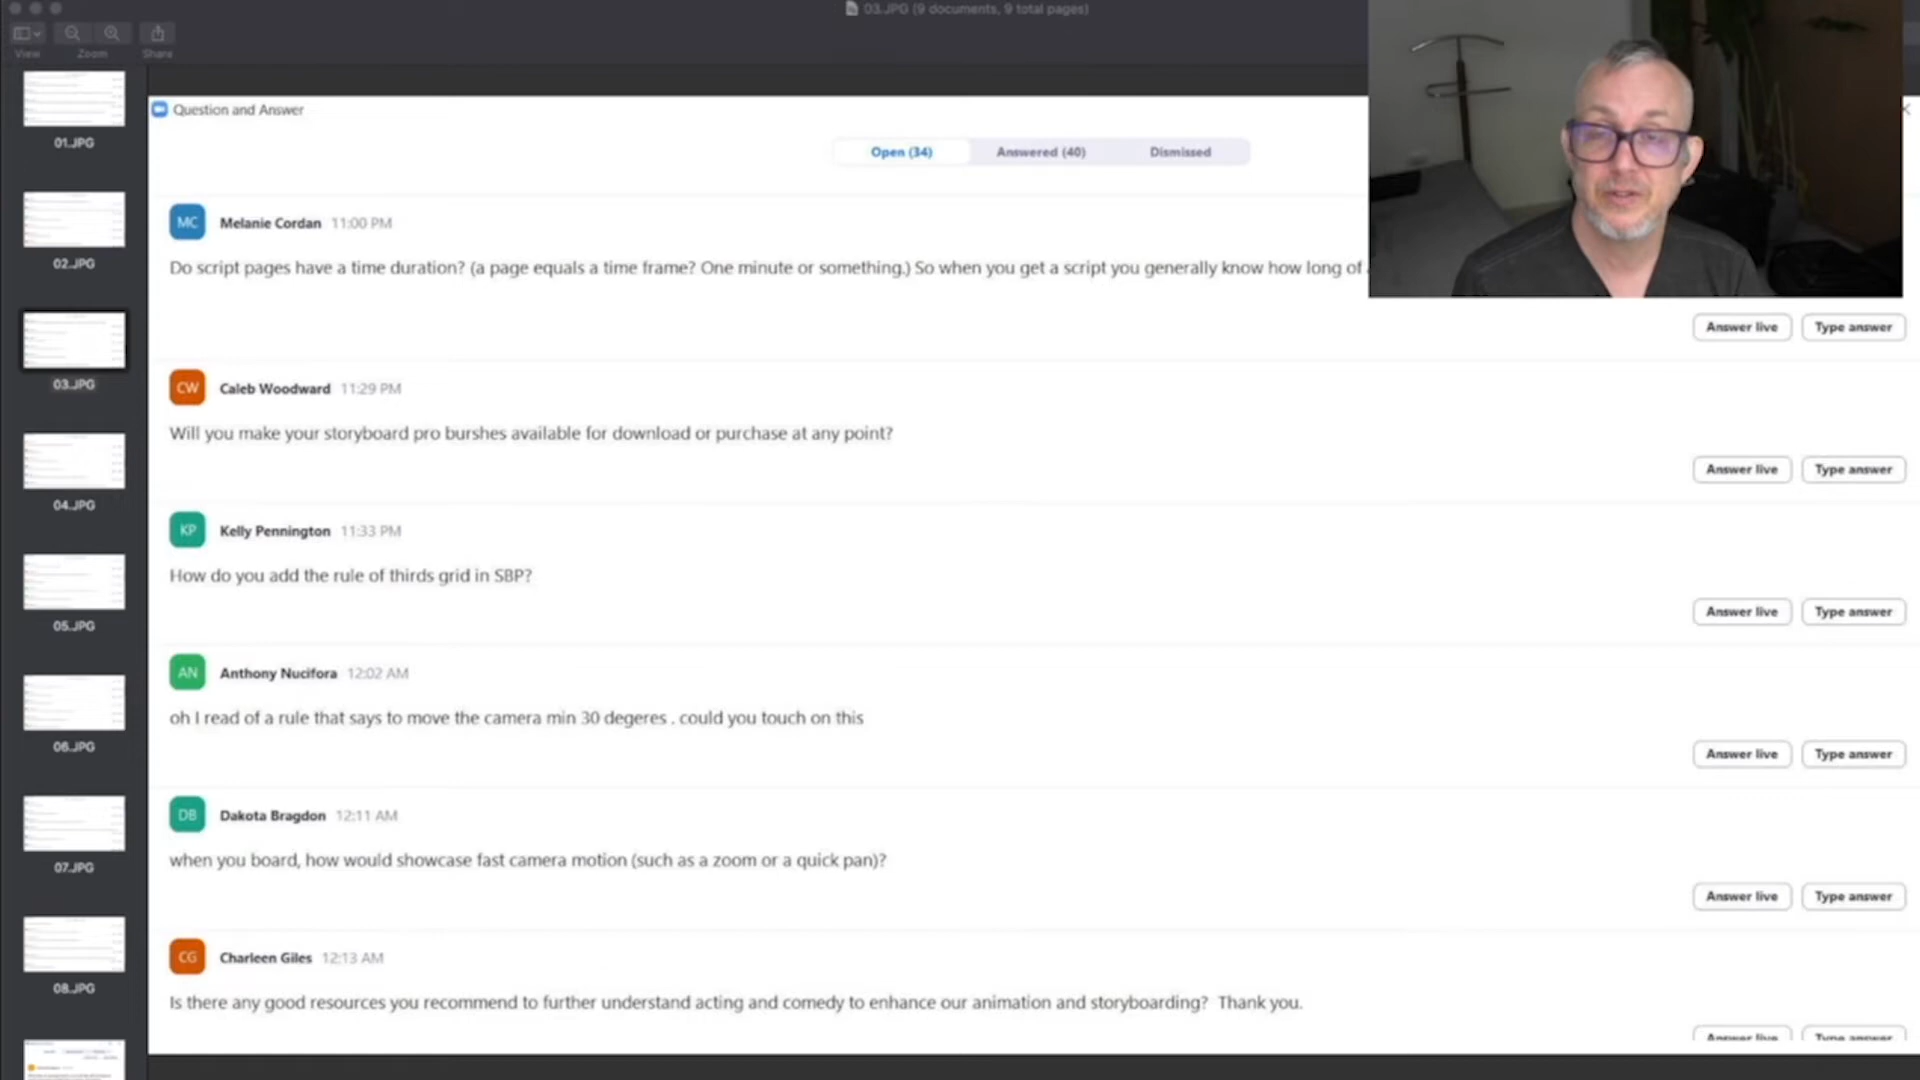 03.JPG (9 documents, 9 total pages)
View
Zoom
Share
01.JPG
02.JPG
03.JPG
04.JPG
05.JPG
06.JPG
07.JPG
08.JPG
Question and Answer
Open (34)
Answered (40)
Dismissed
MC
Melanie Cordan 11:00 PM
Do script pages have a time duration? (a page equals a time frame? One minute or something.) So when you get a script you generally know how long of
Answer live
Type answer
CW
Caleb Woodward 11:29 PM
Will you make your storyboard pro burshes available for download or purchase at any point?
Answer live
Type answer
KP
Kelly Pennington 11:33 PM
How do you add the rule of thirds grid in SBP?
Answer live
Type answer
AN
Anthony Nucifora 12:02 AM
oh I read of a rule that says to move the camera min 30 degeres . could you touch on this
Answer live
Type answer
DB
Dakota Bragdon 12:11 AM
when you board, how would showcase fast camera motion (such as a zoom or a quick pan)?
Answer live
Type answer
CG
Charleen Giles 12:13 AM
Is there any good resources you recommend to further understand acting and comedy to enhance our animation and storyboarding? Thank you.
Answer live
Type answer